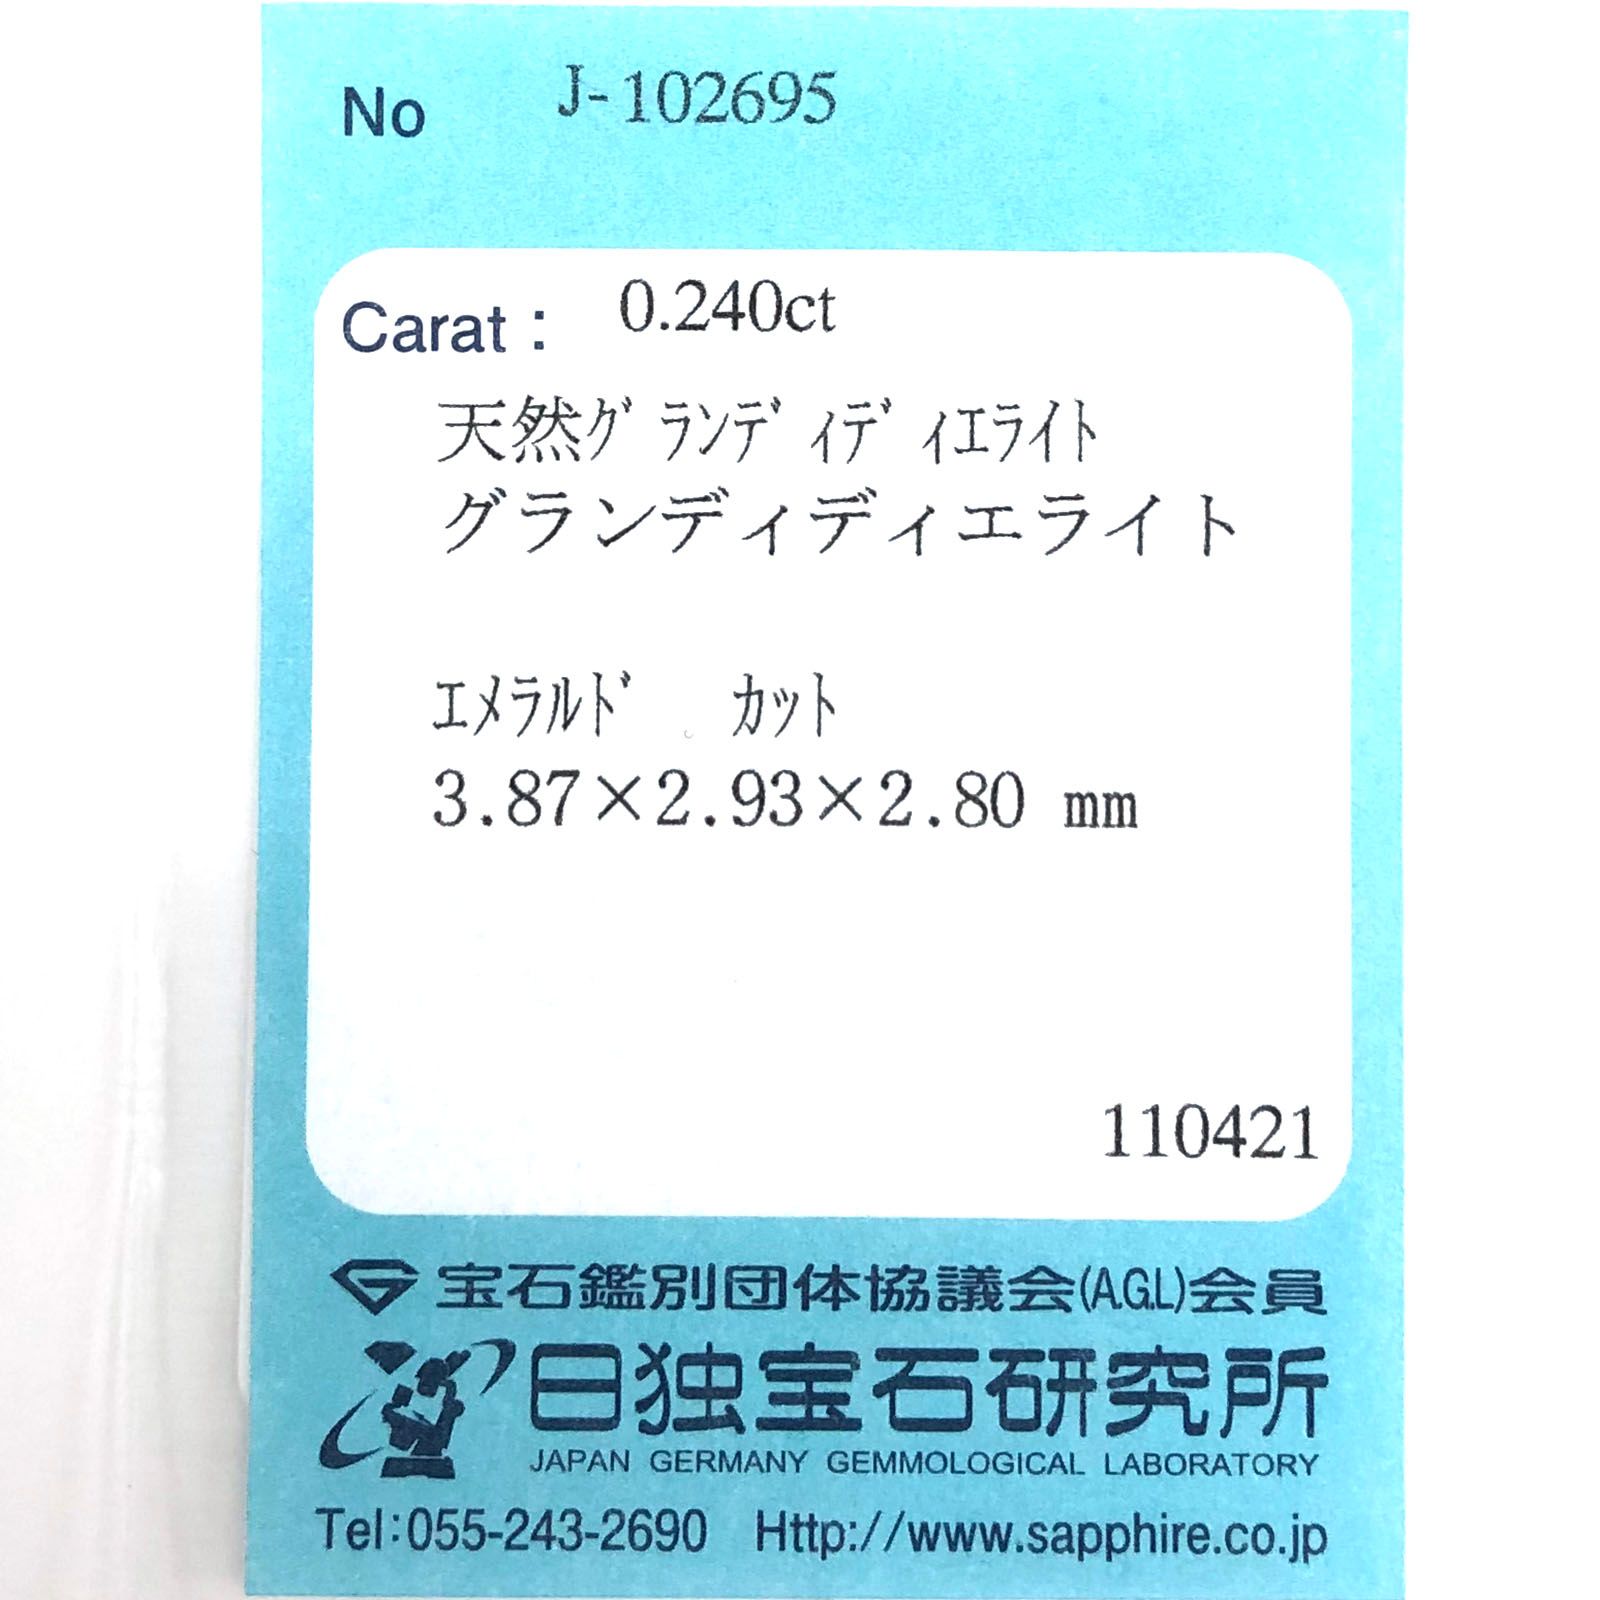 No J-102695
Carat : 0.240ct
天然ｸﾞﾗﾝﾃﾞｨﾃﾞｨｴﾗｲﾄ
グランディディエライト
ｴﾒﾗﾙﾄﾞ ｶｯﾄ
3.87×2.93×2.80 mm
110421
宝石鑑別団体協議会(A.G.L)会員
日独宝石研究所
JAPAN GERMANY GEMMOLOGICAL LABORATORY
Tel:055-243-2690 Http://www.sapphire.co.jp